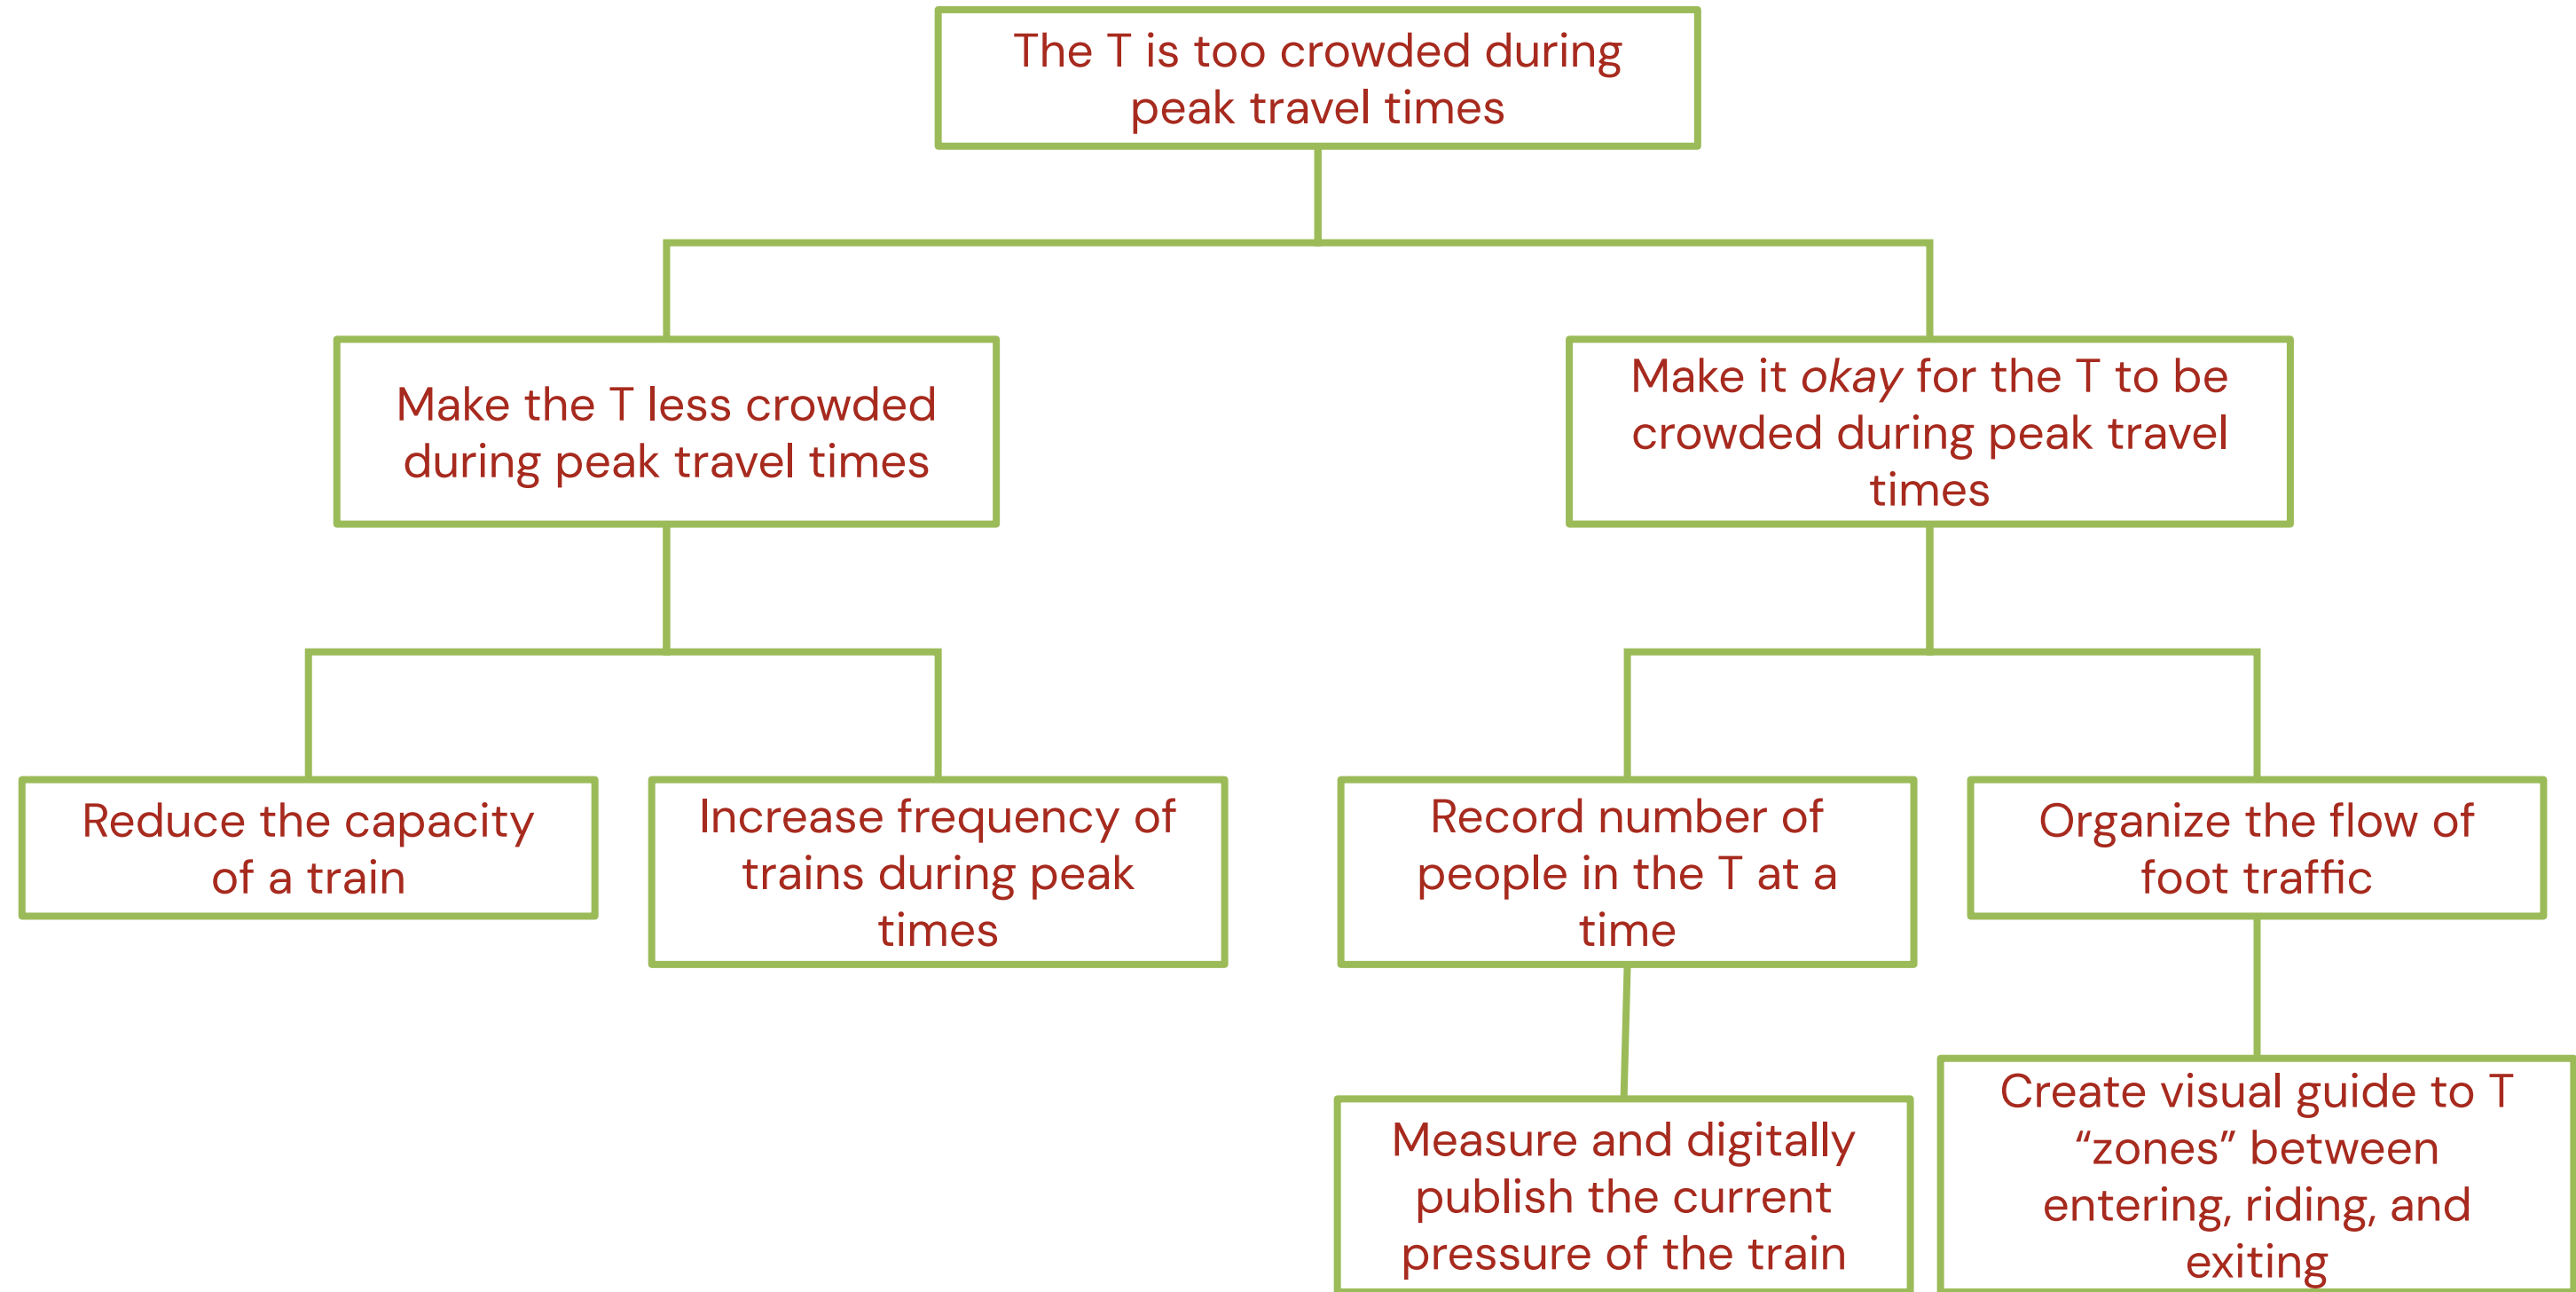 The T is too crowded during
peak travel times
Make the T less crowded
during peak travel times
Make it okay for the T to be
crowded during peak travel
times
Reduce the capacity
of a train
Increase frequency of
trains during peak
times
Record number of
people in the T at a
time
Organize the flow of
foot traffic
Measure and digitally
publish the current
pressure of the train
Create visual guide to T
“zones” between
entering, riding, and
exiting